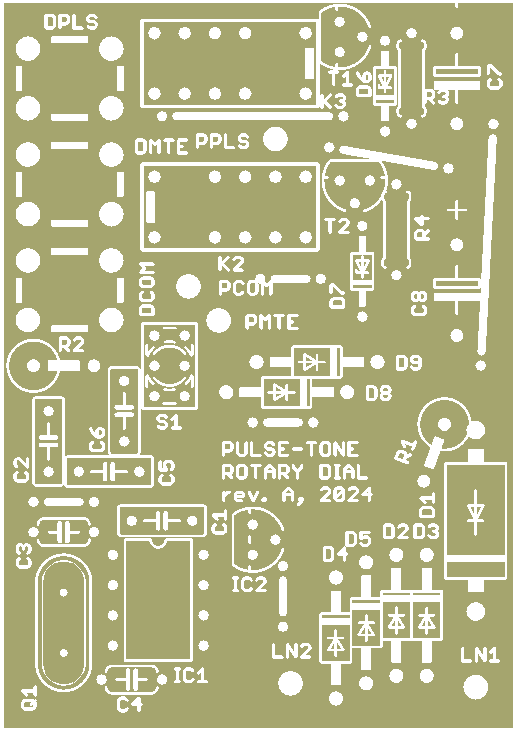 DPLS
T1
D6
C7
K3
R3
DMTE
PPLS
T2
R4
K2
DCOM
PCOM
D7
C8
PMTE
R2
D9
D8
S1
C6
R1
PULSE-TONE
ROTARY DIAL
rev. A, 2024
C2
C5
D1
C1
D2
D3
D5
D4
C3
IC2
LN2
LN1
IC1
Q1
C4